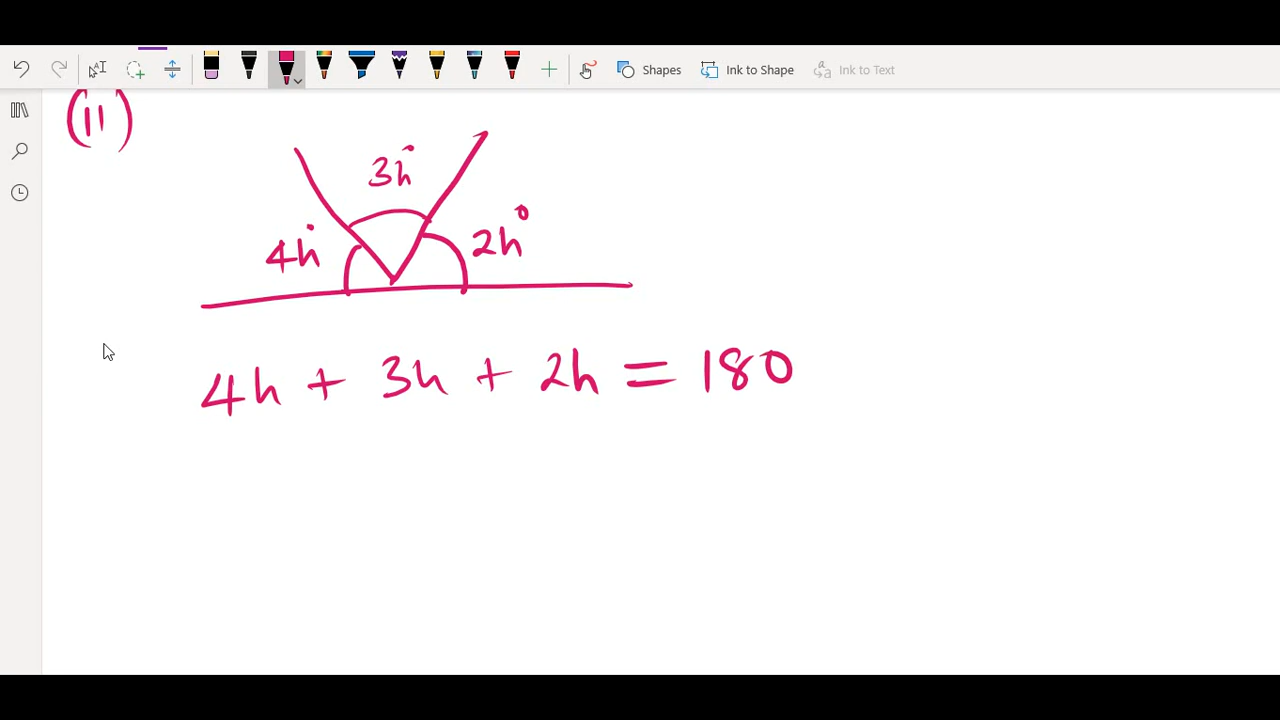 Shapes Ink to Shape Ink to Text
(ii)
3h°
4h° 2h°
4h + 3h + 2h = 180